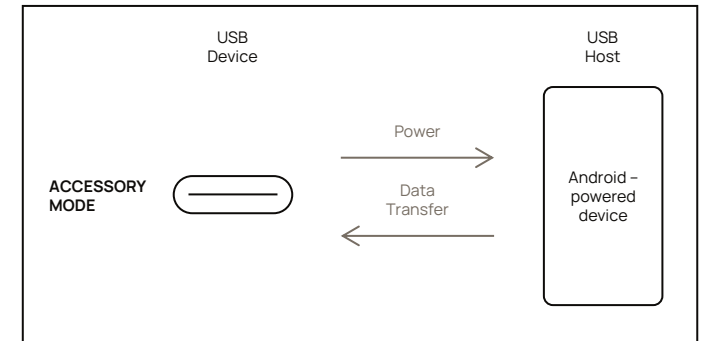 USB
Device
USB
Host
Power
ACCESSORY
MODE
Data
Transfer
Android –
powered
device